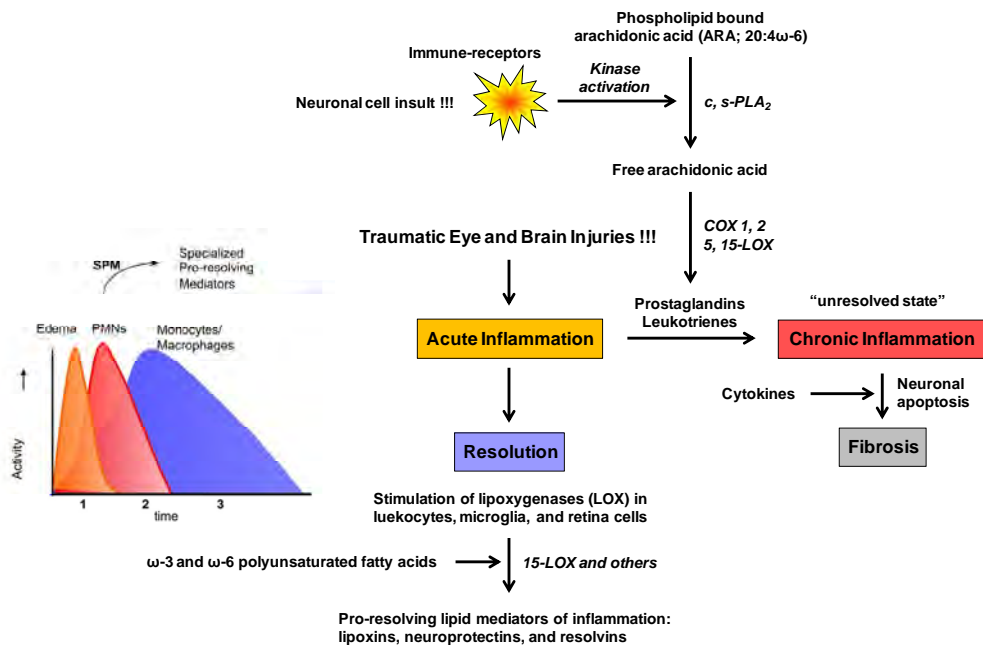 Phospholipid bound
arachidonic acid (ARA; 20:4ω-6)
Immune-receptors
Kinase
activation
Neuronal cell insult !!!
c, s-PLA₂
Free arachidonic acid
COX 1, 2
5, 15-LOX
Traumatic Eye and Brain Injuries !!!
SPM
Specialized
Pro-resolving
Mediators
Prostaglandins
Leukotrienes
“unresolved state”
Acute Inflammation
Chronic Inflammation
Edema
PMNs
Monocytes/
Macrophages
Cytokines
Neuronal
apoptosis
Resolution
Fibrosis
Activity
1 2 3
time
Stimulation of lipoxygenases (LOX) in
luekocytes, microglia, and retina cells
ω-3 and ω-6 polyunsaturated fatty acids
15-LOX and others
Pro-resolving lipid mediators of inflammation:
lipoxins, neuroprotectins, and resolvins